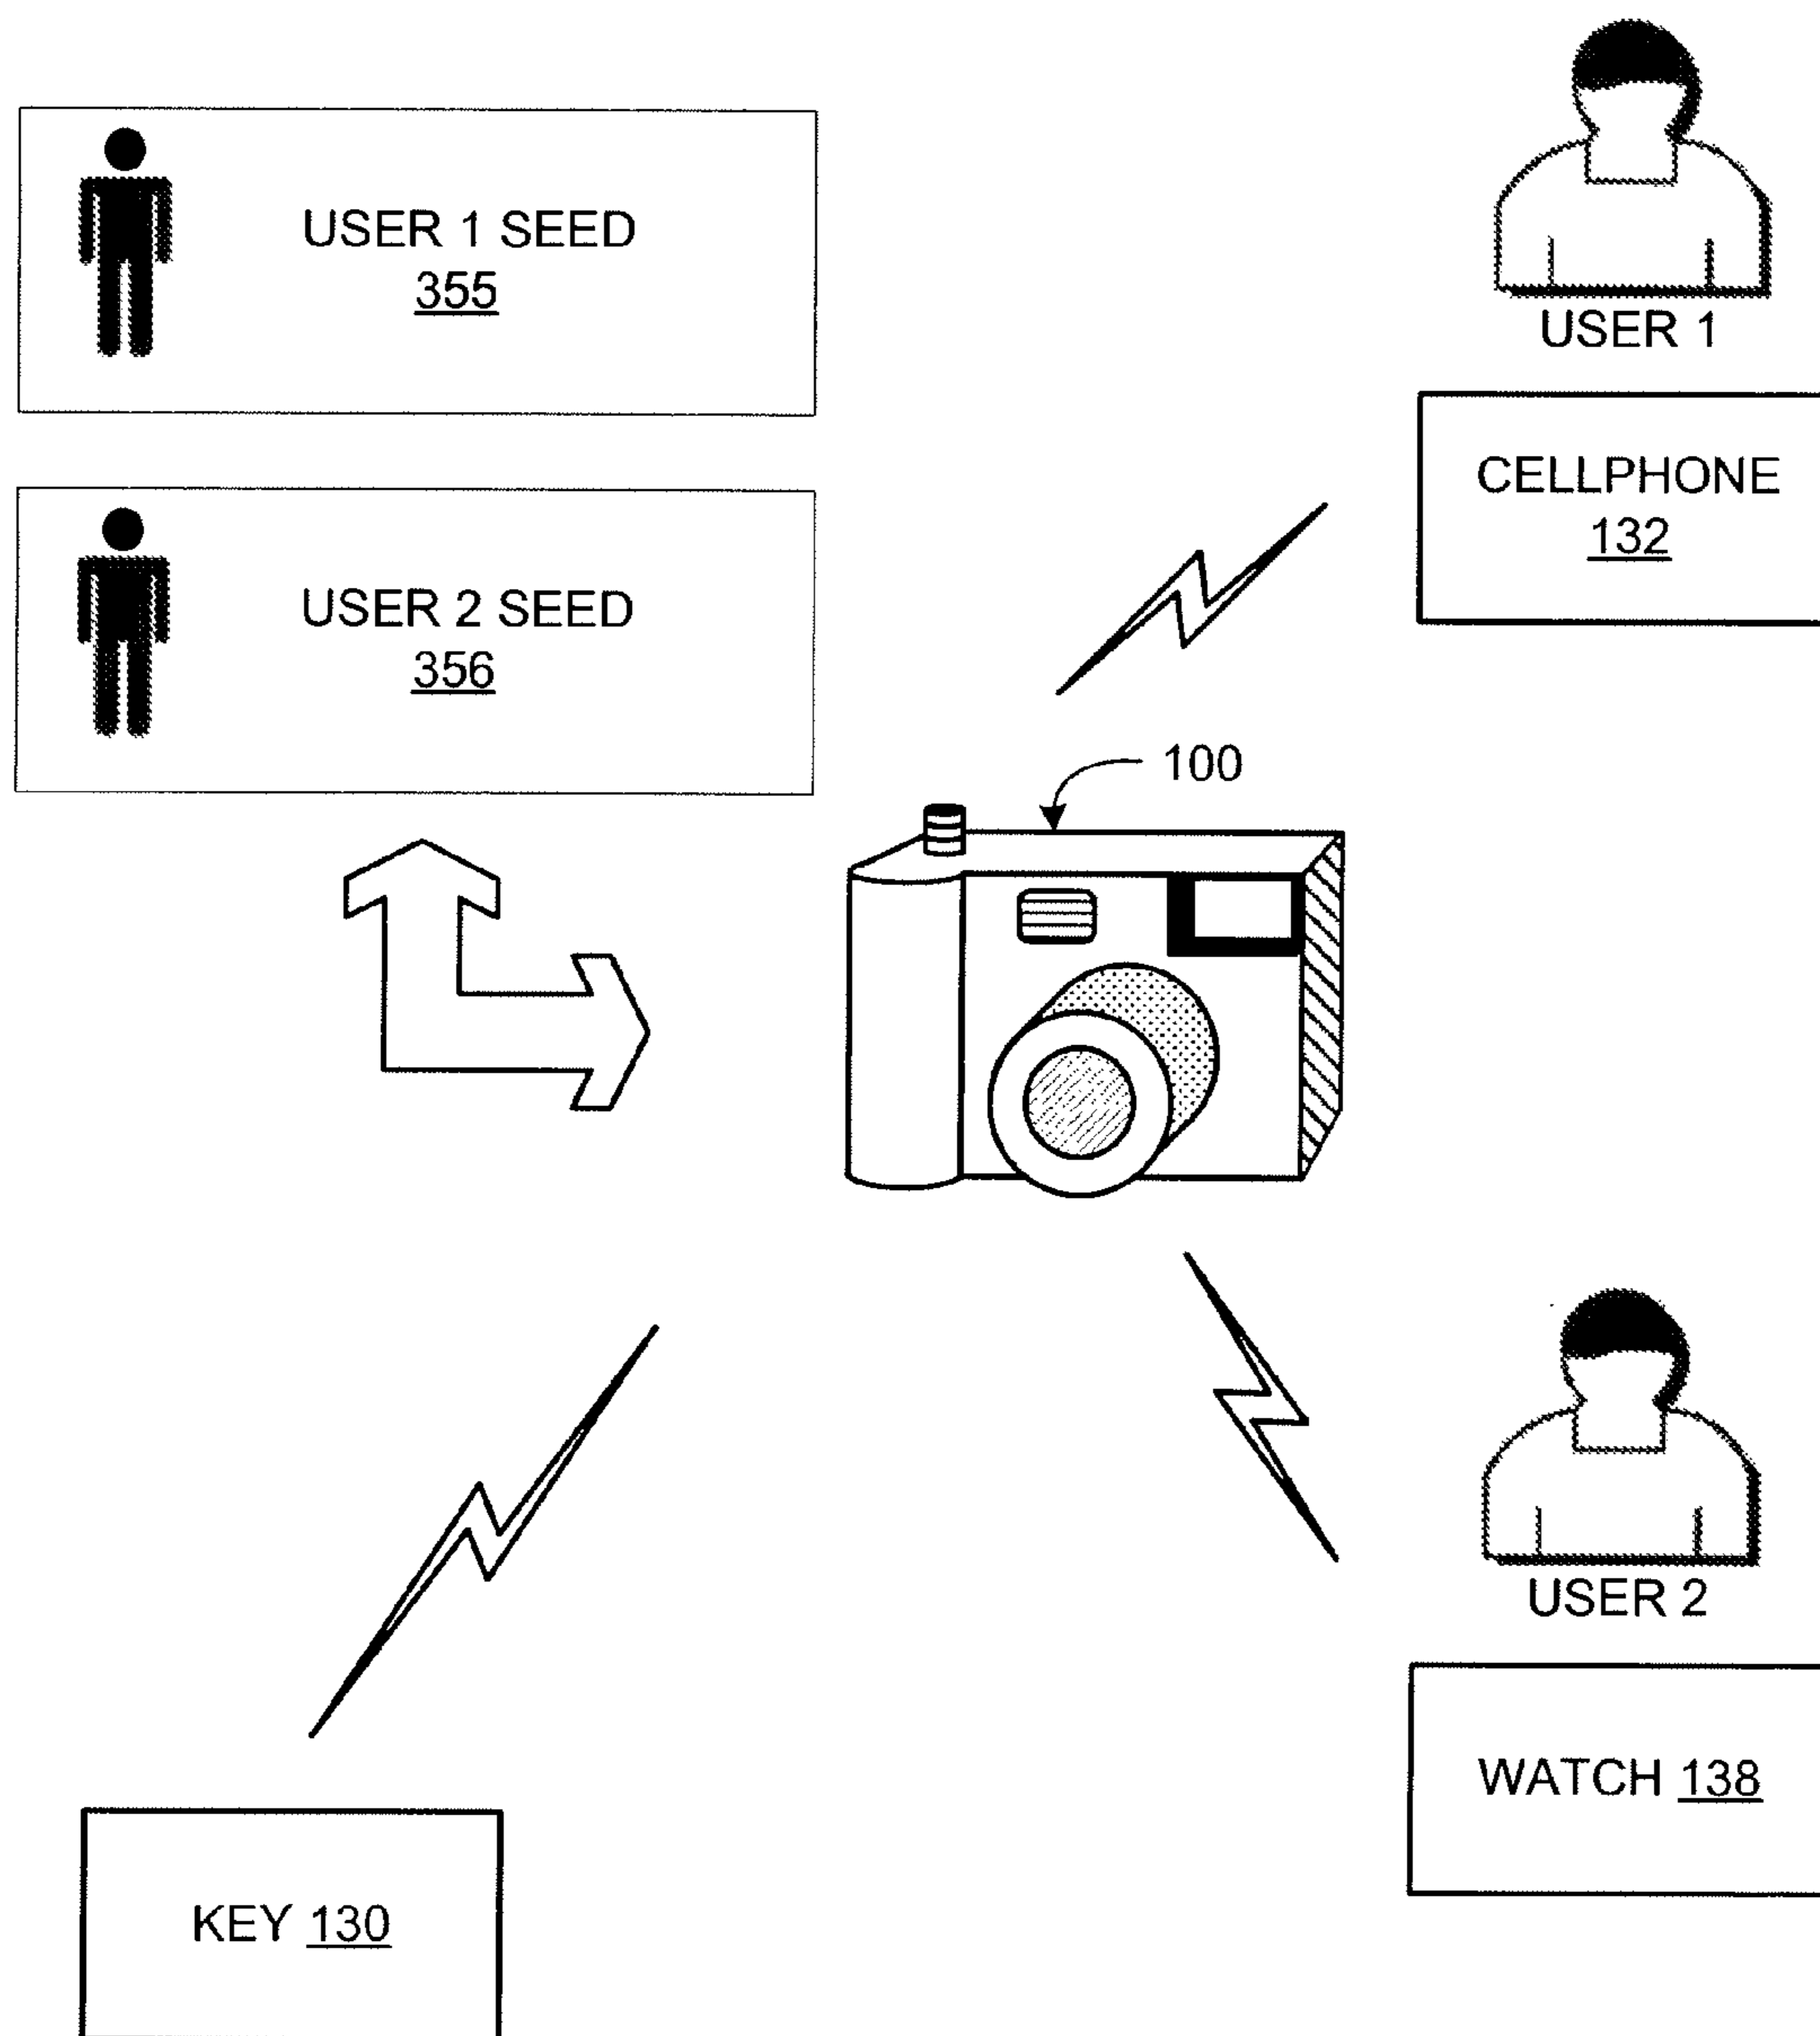 USER 1 SEED
355
USER 1
CELLPHONE
132
USER 2 SEED
356
100
USER 2
WATCH 138
KEY 130